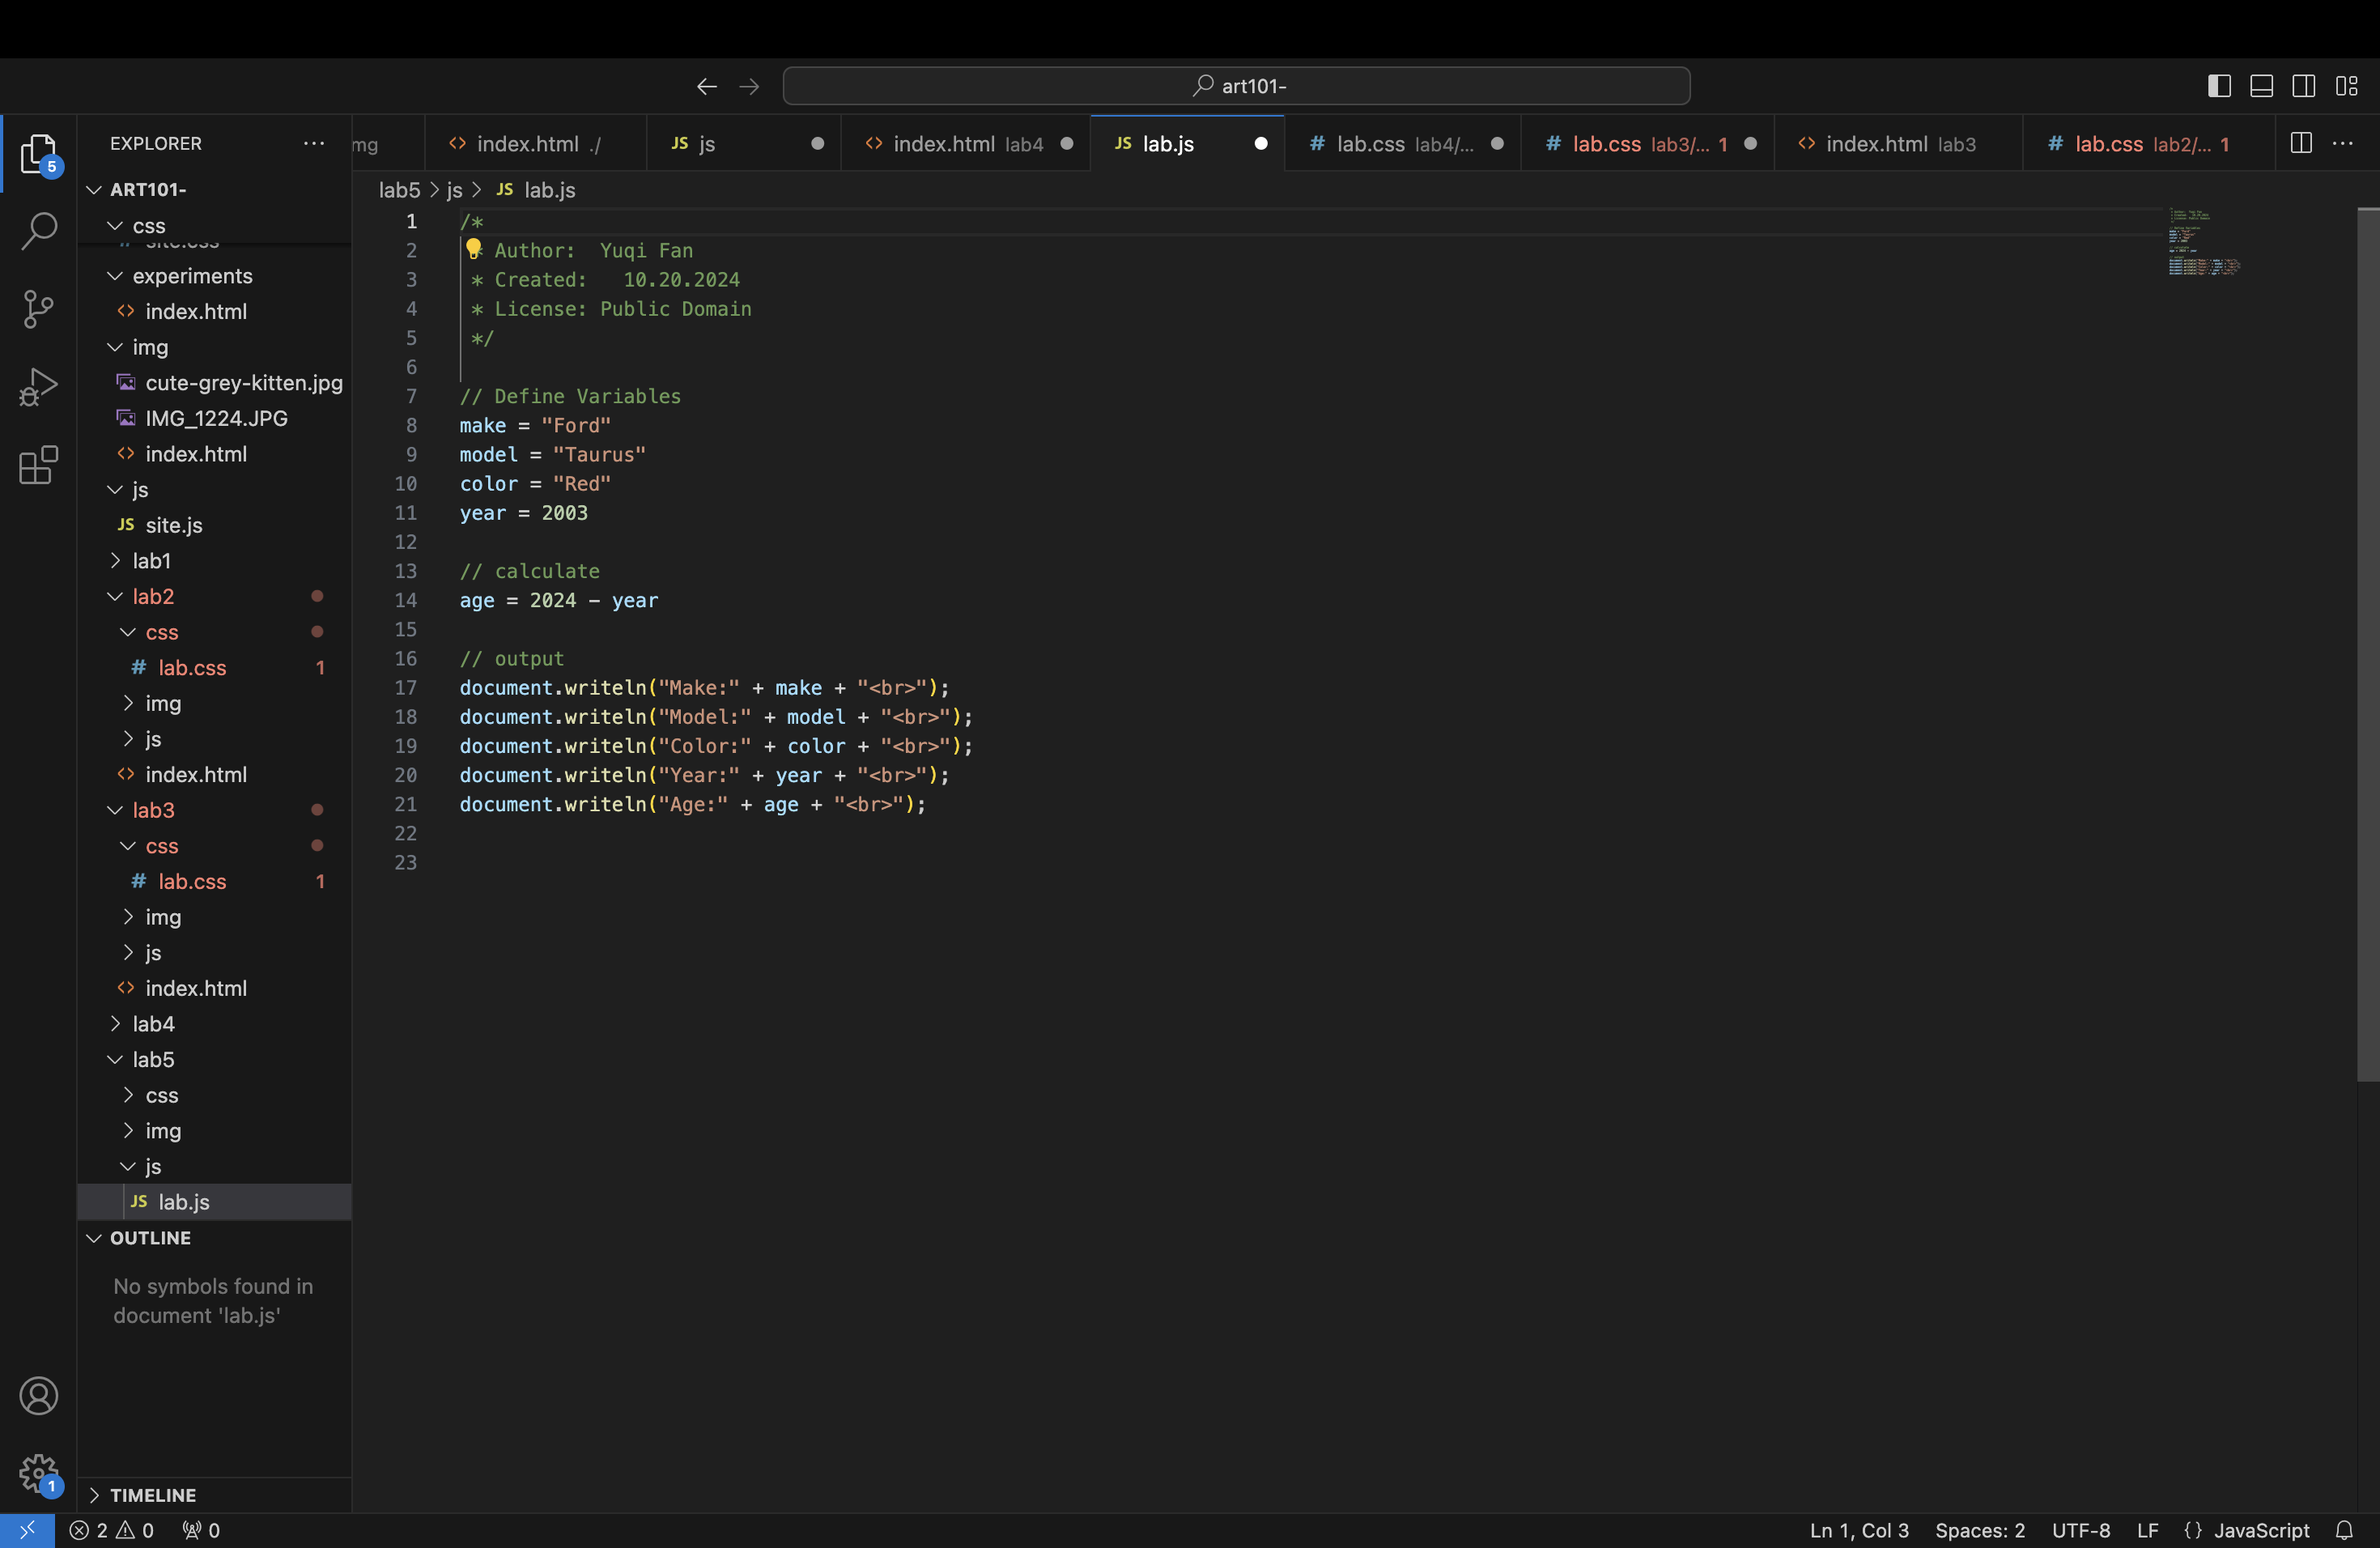 art101-
EXPLORER
mg
index.html ./
JS js
index.html lab4
JS lab.js
# lab.css lab4/...
# lab.css lab3/... 1
index.html lab3
# lab.css lab2/... 1
5
ART101-
css
site.css
experiments
index.html
img
cute-grey-kitten.jpg
IMG_1224.JPG
index.html
js
JS site.js
lab1
lab2
css
# lab.css 1
img
js
index.html
lab3
css
# lab.css 1
img
js
index.html
lab4
lab5
css
img
js
JS lab.js
OUTLINE
No symbols found in
document 'lab.js'
TIMELINE
1
lab5 > js > JS lab.js
1 /*
2 * Author:  Yuqi Fan
3 * Created:   10.20.2024
4 * License: Public Domain
5 */
6
7 // Define Variables
8 make = "Ford"
9 model = "Taurus"
10 color = "Red"
11 year = 2003
12
13 // calculate
14 age = 2024 - year
15
16 // output
17 document.writeln("Make:" + make + "<br>");
18 document.writeln("Model:" + model + "<br>");
19 document.writeln("Color:" + color + "<br>");
20 document.writeln("Year:" + year + "<br>");
21 document.writeln("Age:" + age + "<br>");
22
23
2 0 0
Ln 1, Col 3 Spaces: 2 UTF-8 LF {} JavaScript